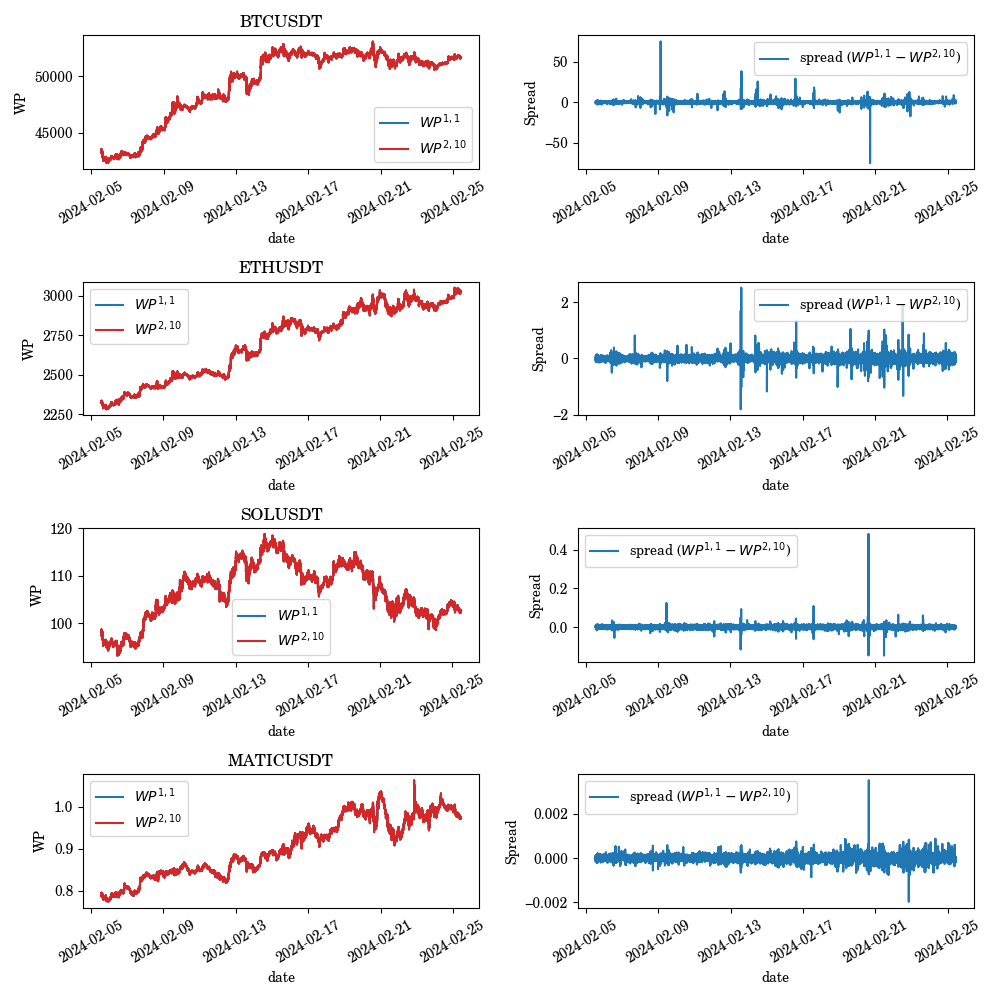 BTCUSDT
WP
50000
45000
WP^{1,1}
WP^{2,10}
2024-02-05 2024-02-09 2024-02-13 2024-02-17 2024-02-21 2024-02-25
date
Spread
50
0
−50
spread (WP^{1,1} − WP^{2,10})
2024-02-05 2024-02-09 2024-02-13 2024-02-17 2024-02-21 2024-02-25
date
ETHUSDT
WP
3000
2750
2500
2250
WP^{1,1}
WP^{2,10}
2024-02-05 2024-02-09 2024-02-13 2024-02-17 2024-02-21 2024-02-25
date
Spread
2
0
−2
spread (WP^{1,1} − WP^{2,10})
2024-02-05 2024-02-09 2024-02-13 2024-02-17 2024-02-21 2024-02-25
date
SOLUSDT
WP
120
110
100
WP^{1,1}
WP^{2,10}
2024-02-05 2024-02-09 2024-02-13 2024-02-17 2024-02-21 2024-02-25
date
Spread
0.4
0.2
0.0
spread (WP^{1,1} − WP^{2,10})
2024-02-05 2024-02-09 2024-02-13 2024-02-17 2024-02-21 2024-02-25
date
MATICUSDT
WP
1.0
0.9
0.8
WP^{1,1}
WP^{2,10}
2024-02-05 2024-02-09 2024-02-13 2024-02-17 2024-02-21 2024-02-25
date
Spread
0.002
0.000
−0.002
spread (WP^{1,1} − WP^{2,10})
2024-02-05 2024-02-09 2024-02-13 2024-02-17 2024-02-21 2024-02-25
date